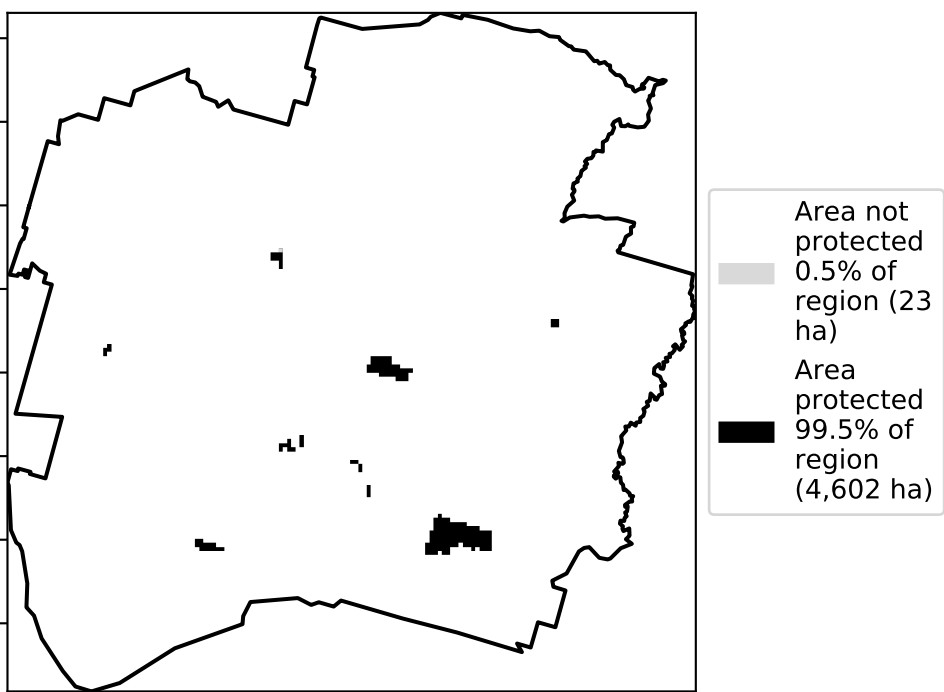 Area not
protected
0.5% of
region (23
ha)
Area
protected
99.5% of
region
(4,602 ha)